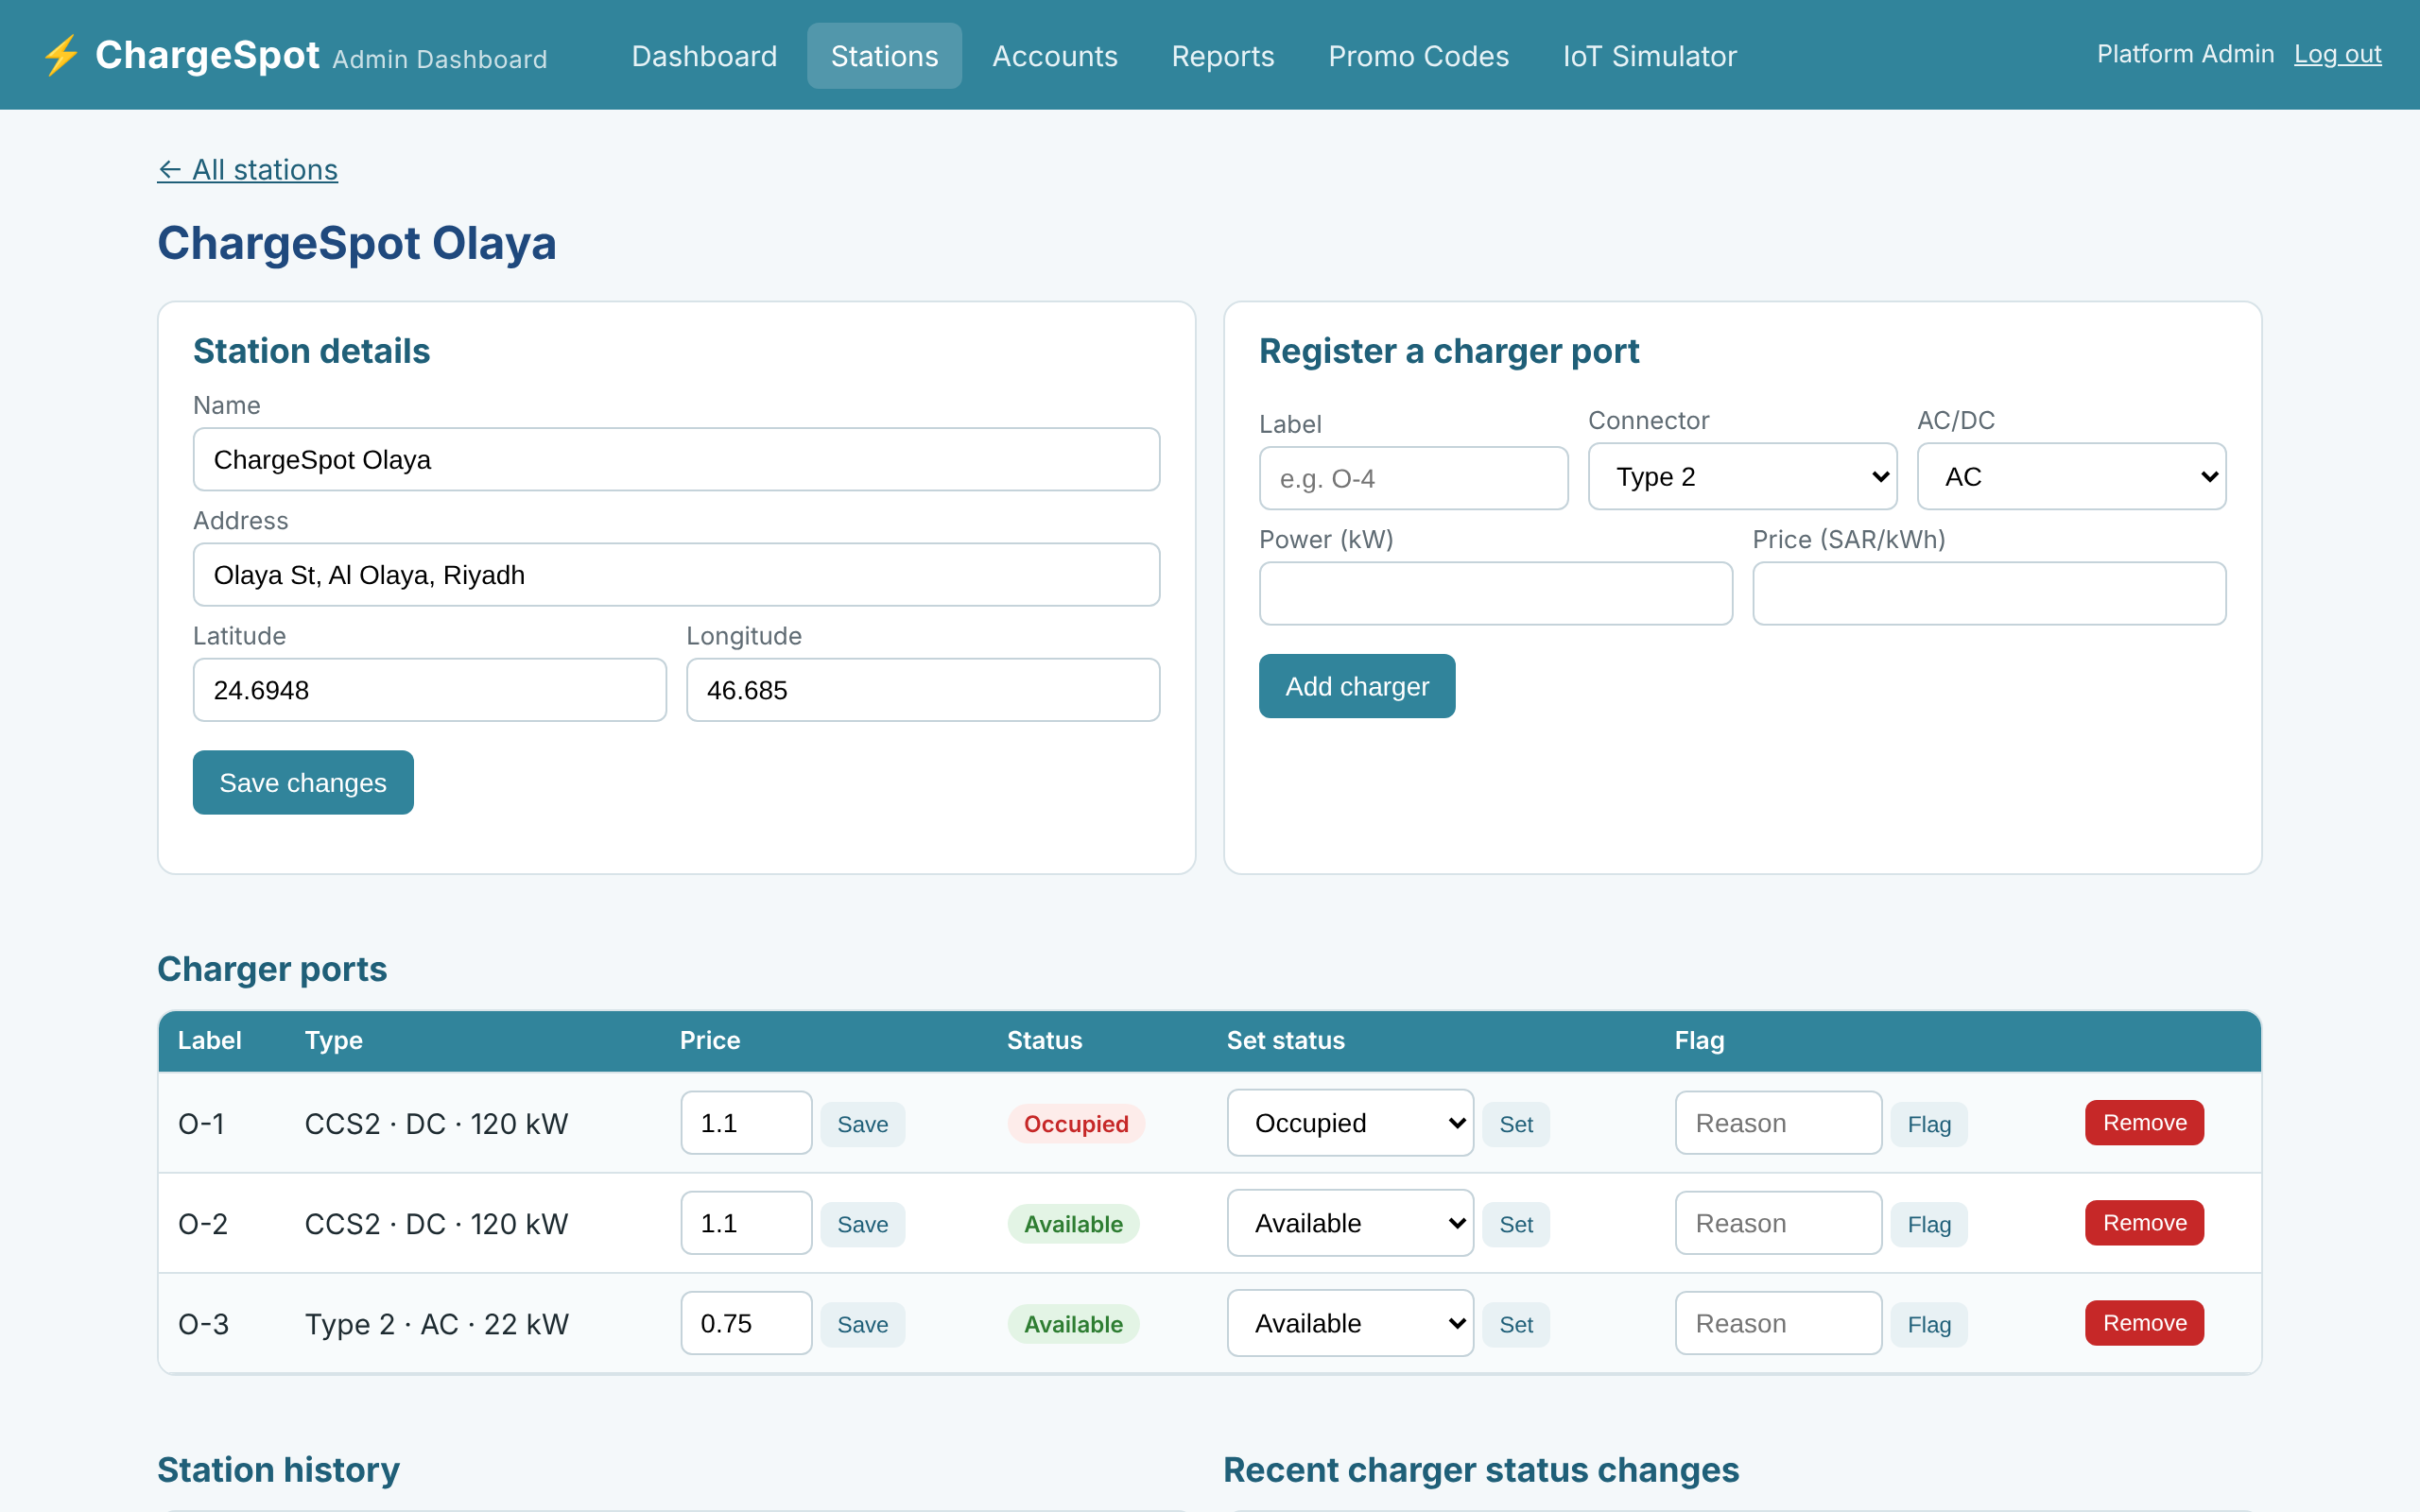 ⚡ ChargeSpot Admin Dashboard Dashboard Stations Accounts Reports Promo Codes IoT Simulator Platform Admin Log out
← All stations
ChargeSpot Olaya
Station details
Name
ChargeSpot Olaya
Address
Olaya St, Al Olaya, Riyadh
Latitude Longitude
24.6948 46.685
Save changes
Register a charger port
Label Connector AC/DC
e.g. O-4 Type 2 AC
Power (kW) Price (SAR/kWh)
Add charger
Charger ports
Label Type Price Status Set status Flag
O-1 CCS2 · DC · 120 kW 1.1 Save Occupied Occupied Set Reason Flag Remove
O-2 CCS2 · DC · 120 kW 1.1 Save Available Available Set Reason Flag Remove
O-3 Type 2 · AC · 22 kW 0.75 Save Available Available Set Reason Flag Remove
Station history
Recent charger status changes